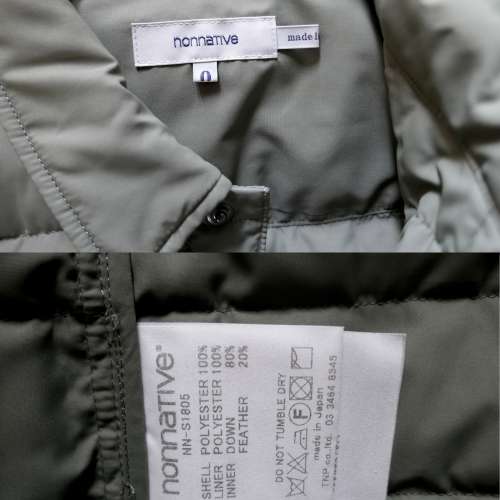 nonnative
made i
0
nonnative®
NN-S1805
SHELL POLYESTER 100%
LINER POLYESTER 100%
INNER DOWN 80%
FEATHER 20%
DO NOT TUMBLE DRY
F
made in Japan
TNP co.,ltd. 03 3464 8345